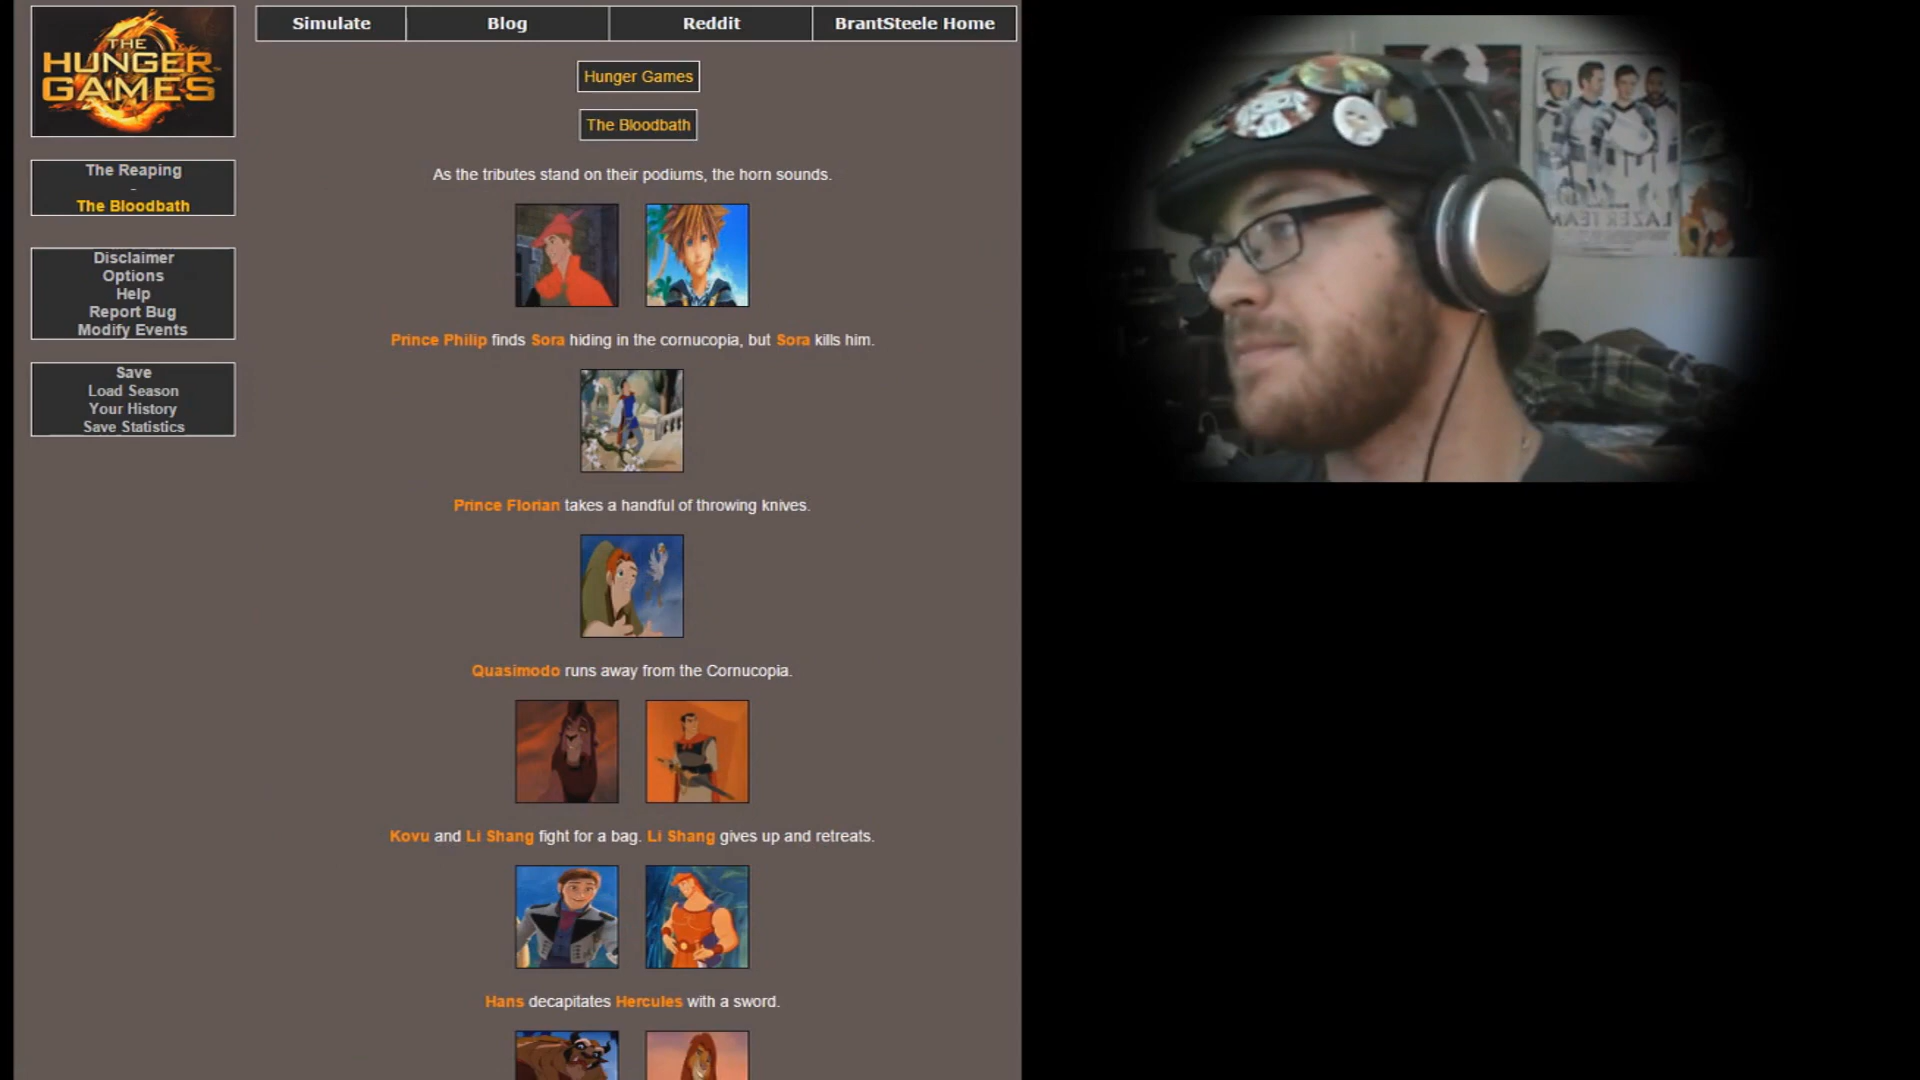 THE
HUNGER
GAMES
Simulate
Blog
Reddit
BrantSteele Home
The Reaping
-
The Bloodbath
Disclaimer
Options
Help
Report Bug
Modify Events
Save
Load Season
Your History
Save Statistics
Hunger Games
The Bloodbath
As the tributes stand on their podiums, the horn sounds.
Prince Philip finds Sora hiding in the cornucopia, but Sora kills him.
Prince Florian takes a handful of throwing knives.
Quasimodo runs away from the Cornucopia.
Kovu and Li Shang fight for a bag. Li Shang gives up and retreats.
Hans decapitates Hercules with a sword.
LAZER TEAM